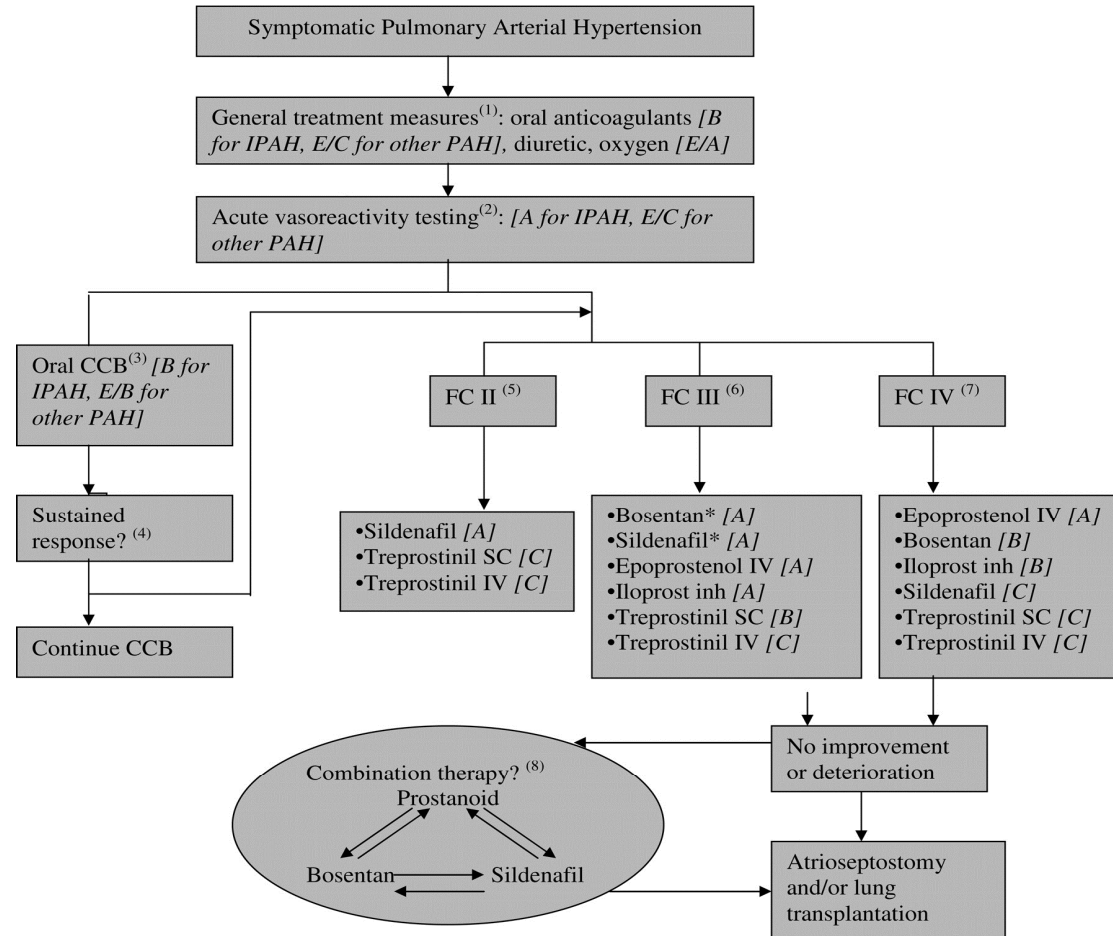 Symptomatic Pulmonary Arterial Hypertension
General treatment measures(1): oral anticoagulants [B
for IPAH, E/C for other PAH], diuretic, oxygen [E/A]
Acute vasoreactivity testing(2): [A for IPAH, E/C for
other PAH]
Oral CCB(3) [B for
IPAH, E/B for
other PAH]
Sustained
response? (4)
Continue CCB
FC II (5)
•Sildenafil [A]
•Treprostinil SC [C]
•Treprostinil IV [C]
FC III (6)
•Bosentan* [A]
•Sildenafil* [A]
•Epoprostenol IV [A]
•Iloprost inh [A]
•Treprostinil SC [B]
•Treprostinil IV [C]
FC IV (7)
•Epoprostenol IV [A]
•Bosentan [B]
•Iloprost inh [B]
•Sildenafil [C]
•Treprostinil SC [C]
•Treprostinil IV [C]
No improvement
or deterioration
Combination therapy? (8)
Prostanoid
Bosentan Sildenafil
Atrioseptostomy
and/or lung
transplantation